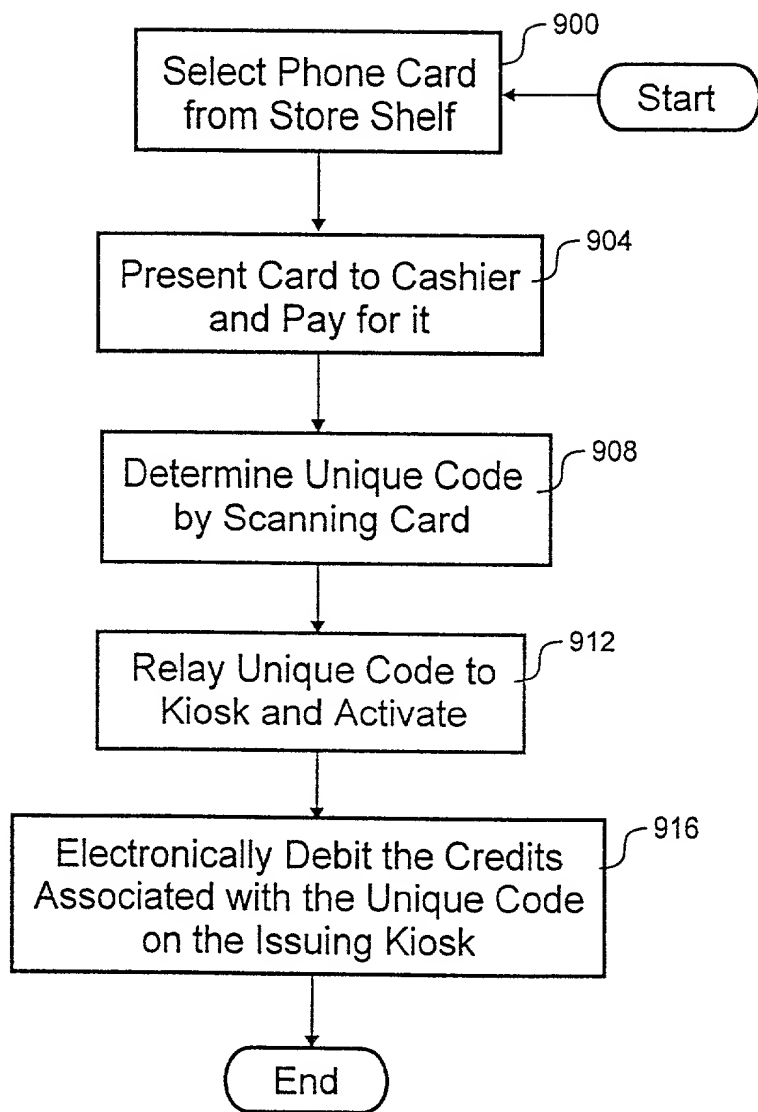 900
Select Phone Card
from Store Shelf
Start
904
Present Card to Cashier
and Pay for it
908
Determine Unique Code
by Scanning Card
912
Relay Unique Code to
Kiosk and Activate
916
Electronically Debit the Credits
Associated with the Unique Code
on the Issuing Kiosk
End